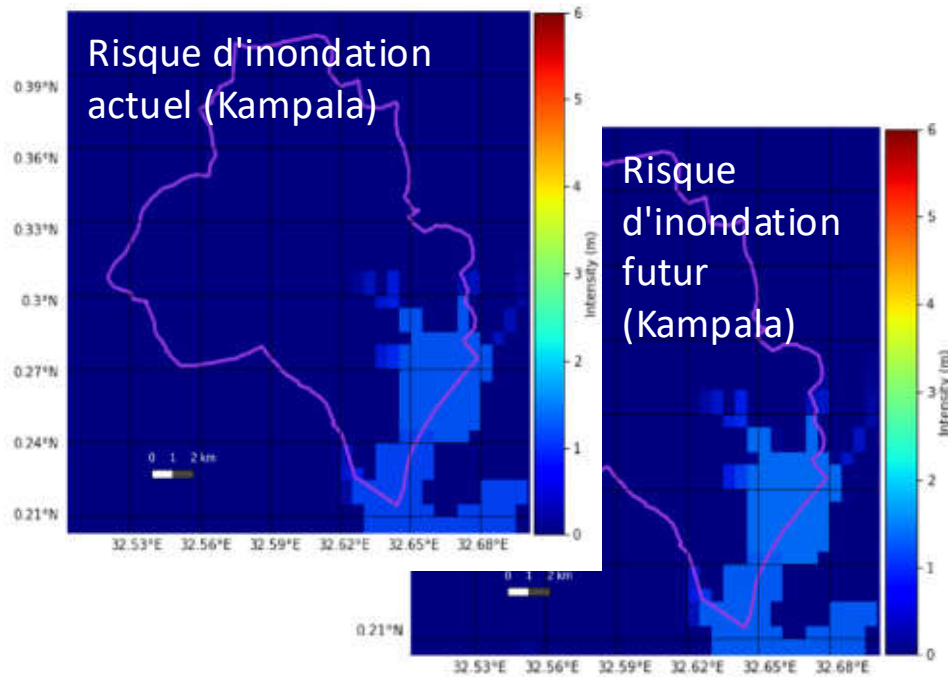 Risque d'inondation
actuel (Kampala)
0.39°N
0.36°N
0.33°N
0.3°N
0.27°N
0.24°N
0.21°N
0 1 2 km
32.53°E 32.56°E 32.59°E 32.62°E 32.65°E 32.68°E
6
5
4
3
2
1
0
Intensity (m)
Risque
d'inondation
futur
(Kampala)
0 1 2 km
0.21°N
32.53°E 32.56°E 32.59°E 32.62°E 32.65°E 32.68°E
6
5
4
3
2
1
0
Intensity (m)